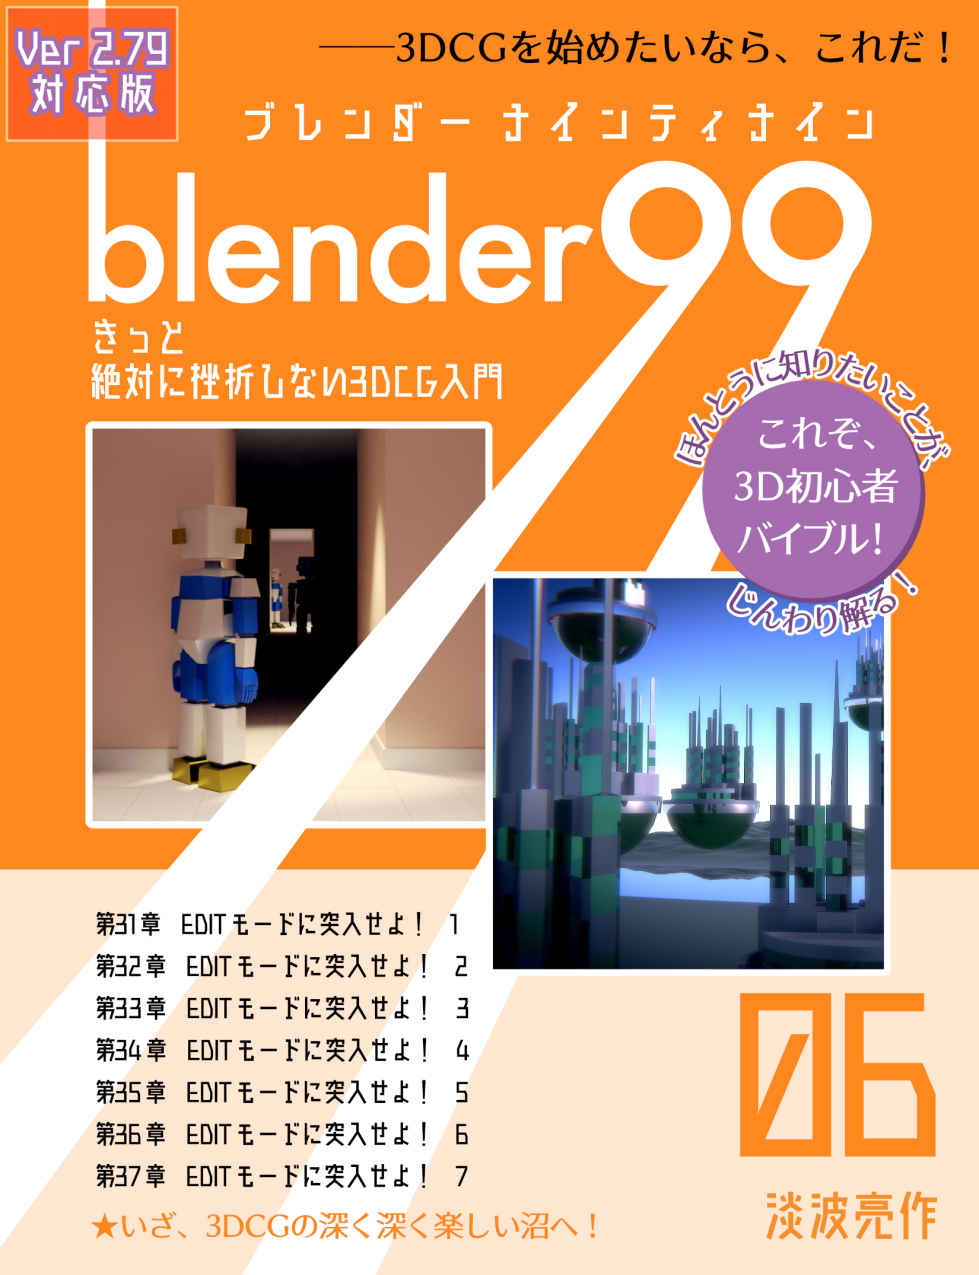 Ver 2.79
対応版
――3DCGを始めたいなら、これだ！
ブレンダー ナインティナイン
blender99
きっと
絶対に挫折しない3DCG入門
ほんとうに知りたいことが、
これぞ、
3D初心者
バイブル！
じんわり解る！
第31章 EDITモードに突入せよ！ 1
第32章 EDITモードに突入せよ！ 2
第33章 EDITモードに突入せよ！ 3
第34章 EDITモードに突入せよ！ 4
第35章 EDITモードに突入せよ！ 5
第36章 EDITモードに突入せよ！ 6
第37章 EDITモードに突入せよ！ 7
★いざ、3DCGの深く深く楽しい沼へ！
06
淡波亮作